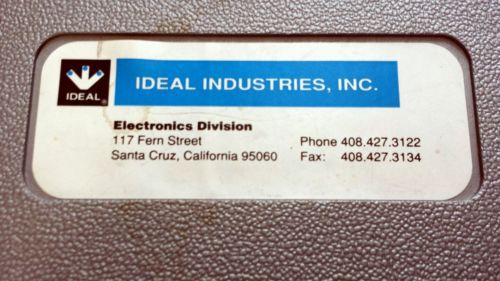 IDEAL®
IDEAL INDUSTRIES, INC.
Electronics Division
117 Fern Street
Santa Cruz, California 95060
Phone 408.427.3122
Fax: 408.427.3134